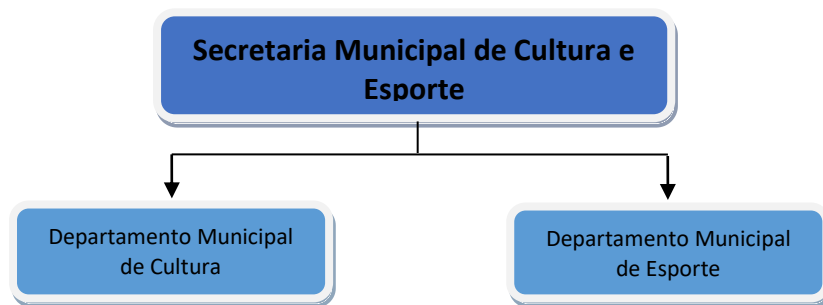 Secretaria Municipal de Cultura e
Esporte
Departamento Municipal
de Cultura
Departamento Municipal
de Esporte